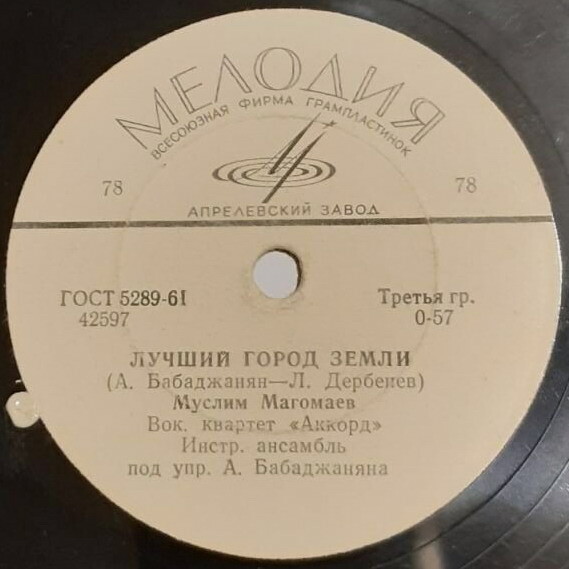 МЕЛОДИЯ
ВСЕСОЮЗНАЯ ФИРМА ГРАМПЛАСТИНОК
78 78
АПРЕЛЕВСКИЙ ЗАВОД
ГОСТ 5289-61 Третья гр.
42597 0-57
ЛУЧШИЙ ГОРОД ЗЕМЛИ
(А. Бабаджанян—Л. Дербенев)
Муслим Магомаев
Вок. квартет «Аккорд»
Инстр. ансамбль
под упр. А. Бабаджаняна